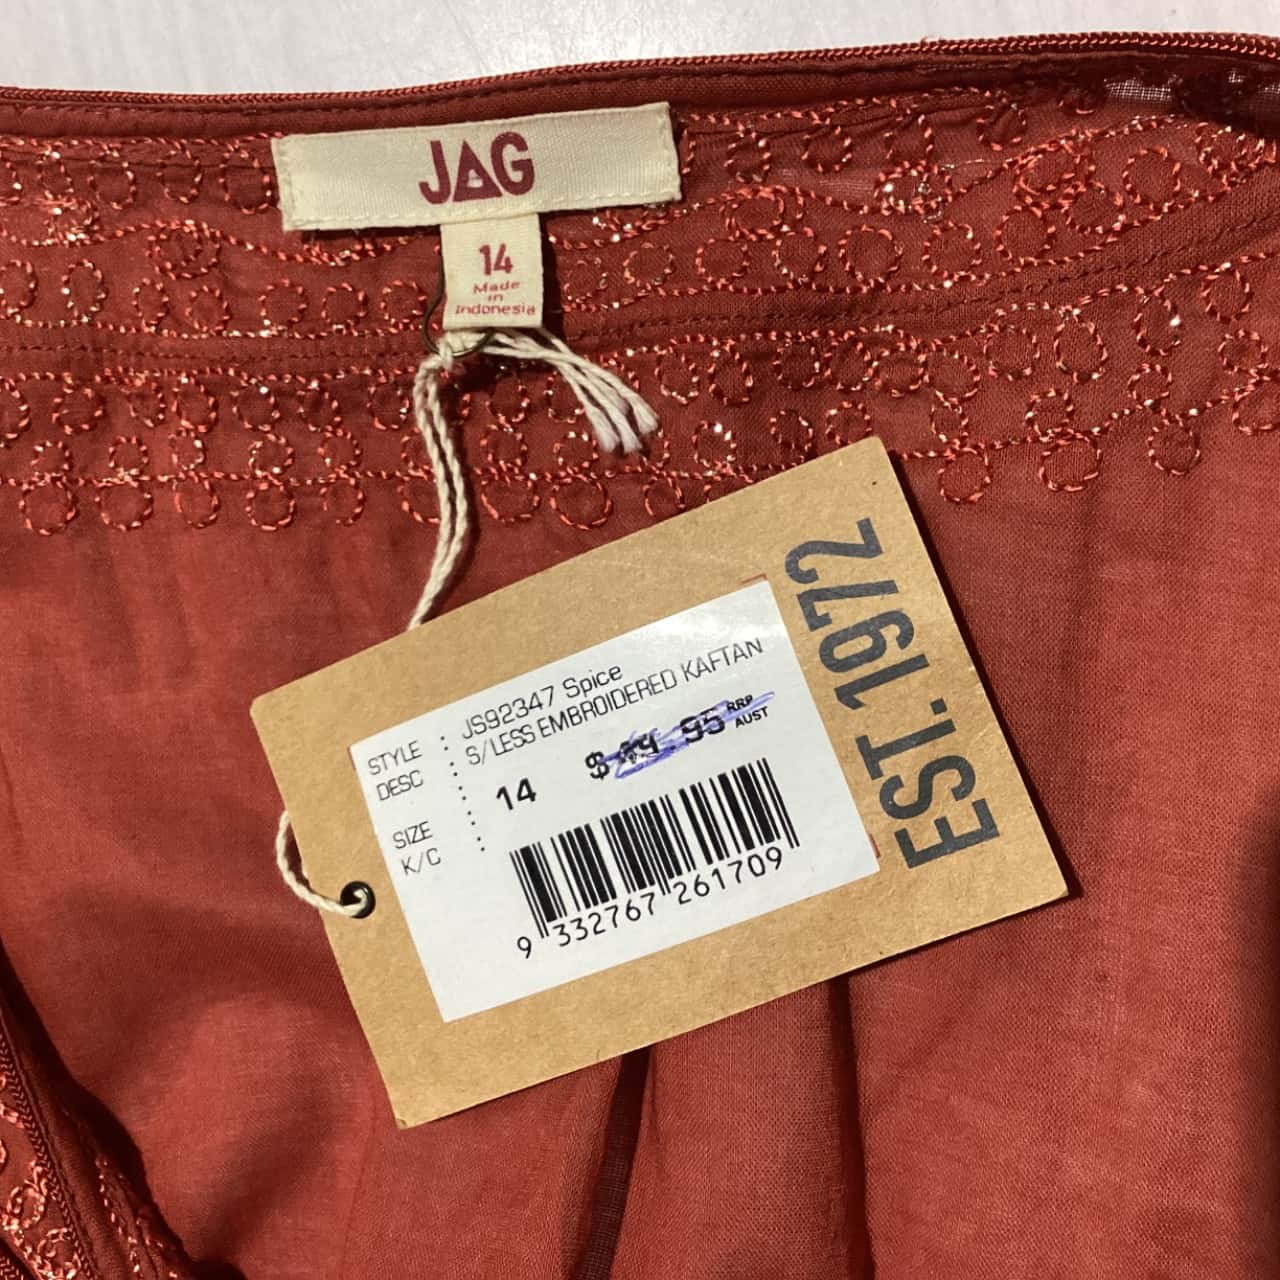 JAG
14
Made
in
Indonesia
EST. 1972
STYLE : JS92347 Spice
DESC : S/LESS EMBROIDERED KAFTAN
$ 95 RRP
AUST
SIZE : 14
K/C :
9 332767 261709